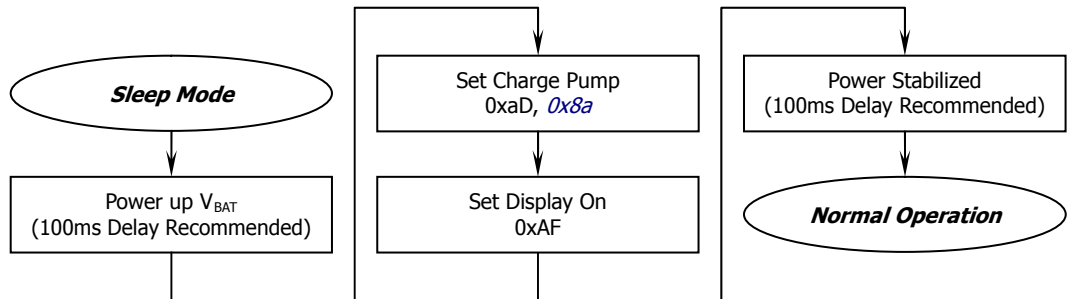 Sleep Mode
Power up VBAT
(100ms Delay Recommended)
Set Charge Pump
0xaD, 0x8a
Set Display On
0xAF
Power Stabilized
(100ms Delay Recommended)
Normal Operation